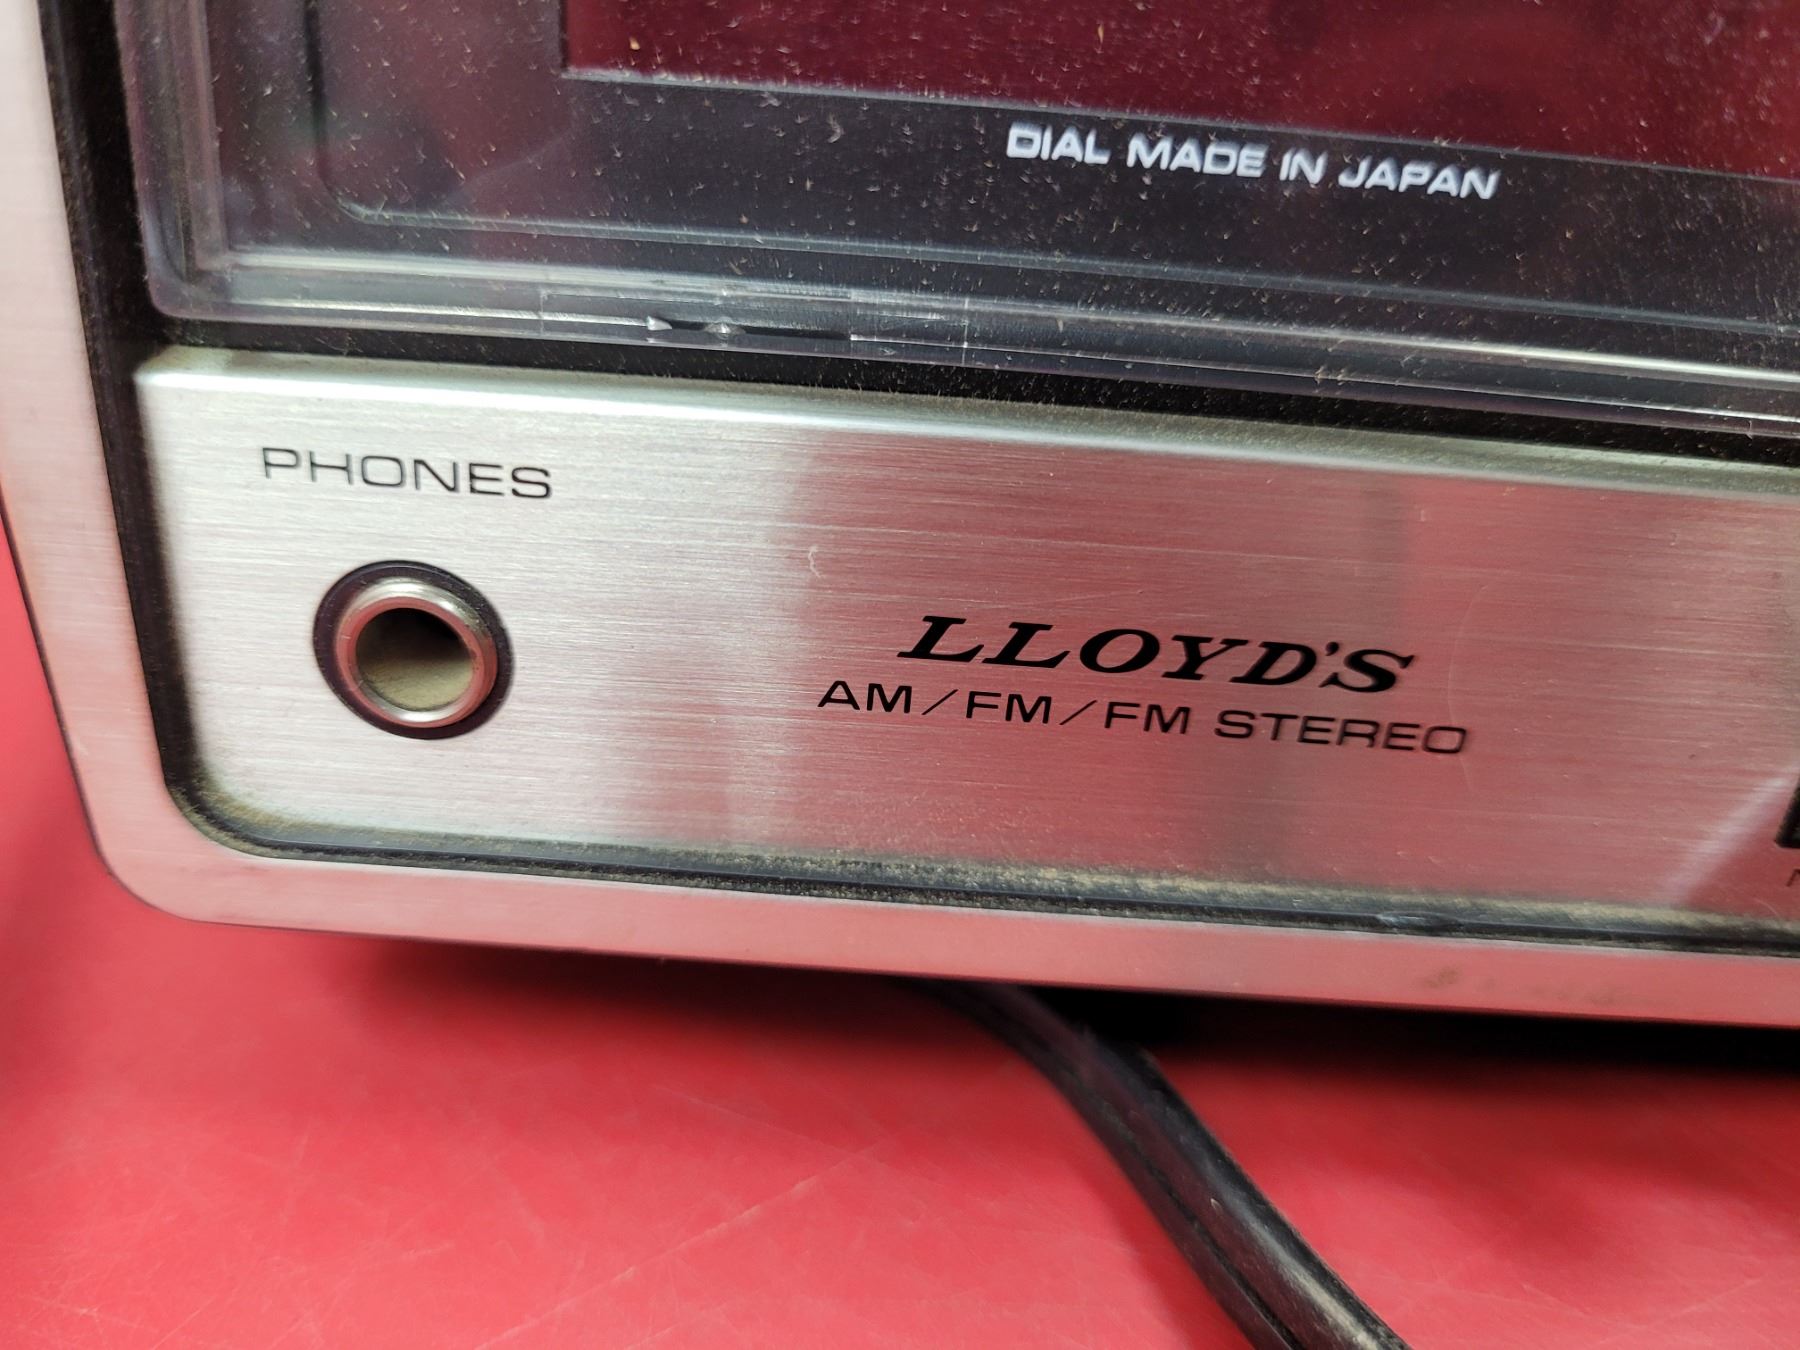 DIAL MADE IN JAPAN
PHONES
LLOYD'S
AM/FM/FM STEREO